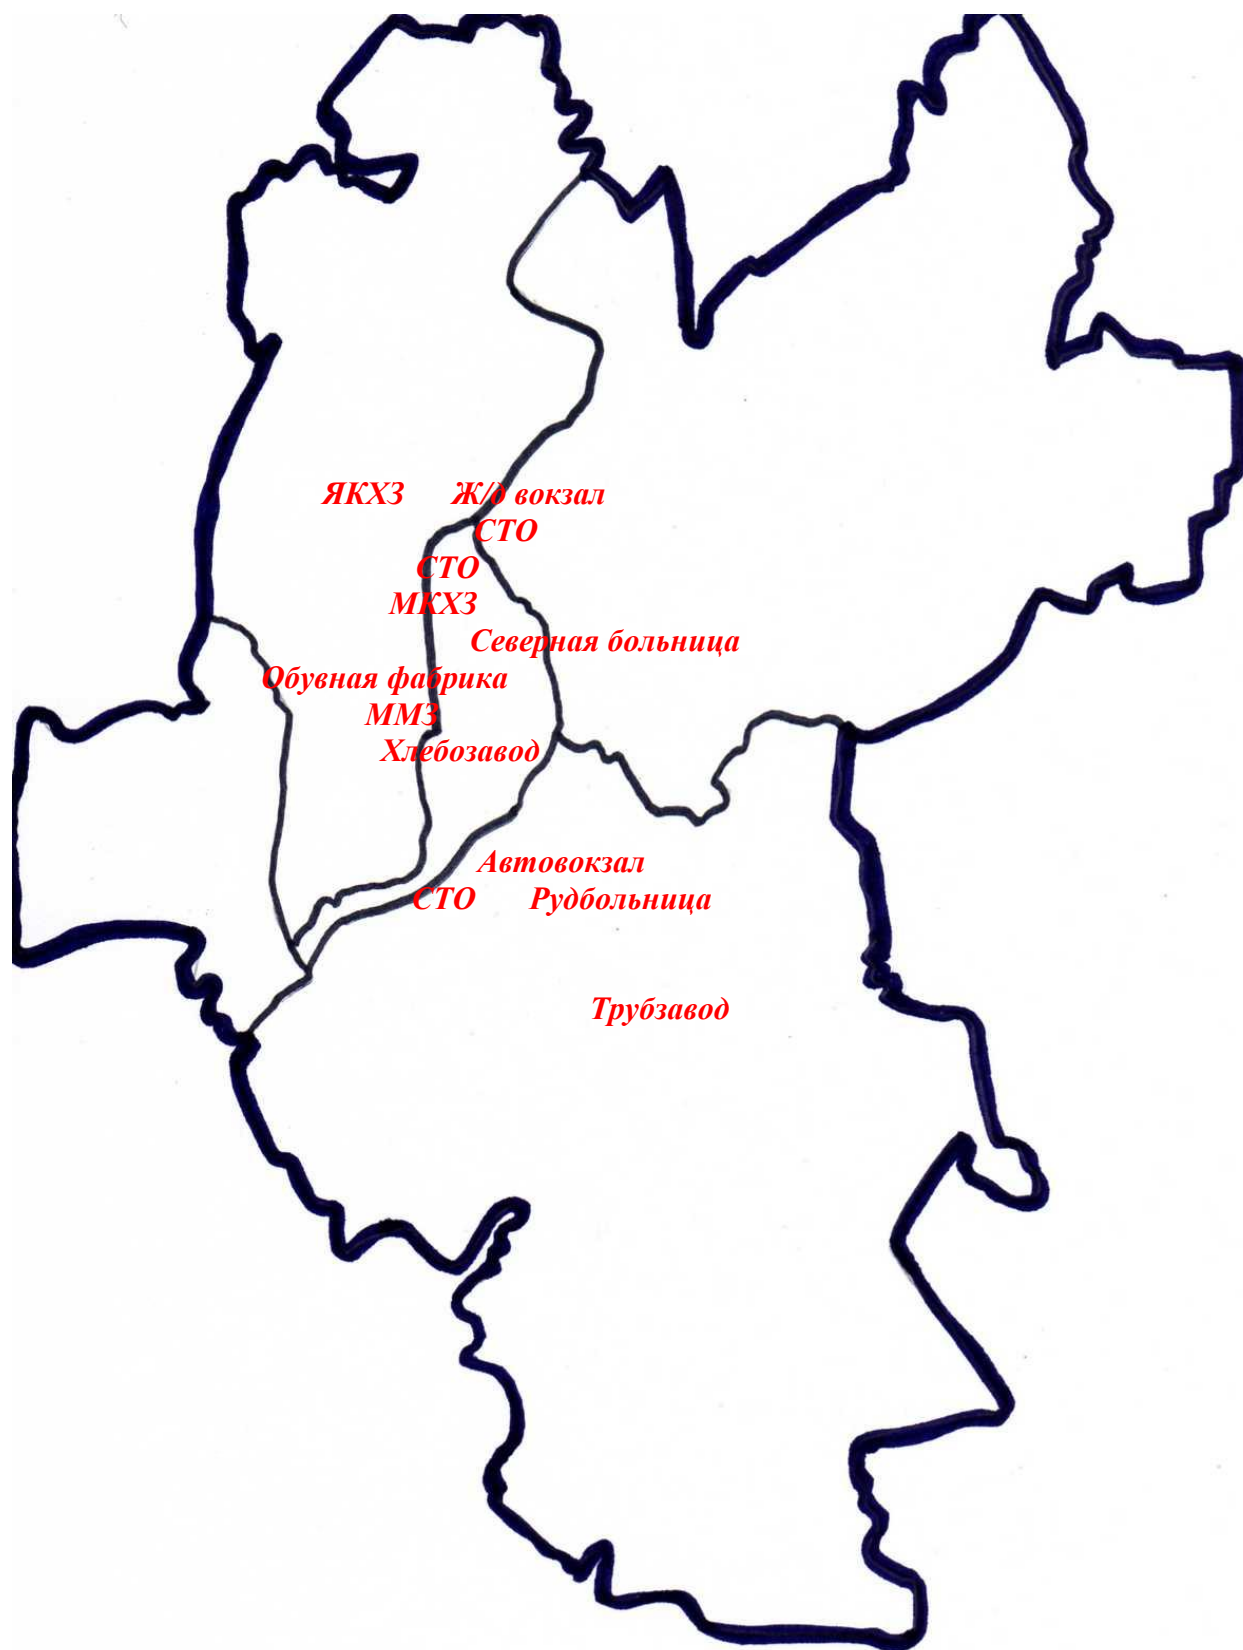 ЯКХЗ Ж/д вокзал
СТО
СТО
МКХЗ
Северная больница
Обувная фабрика
ММЗ
Хлебозавод
Автовокзал
СТО Рудбольница
Трубзавод